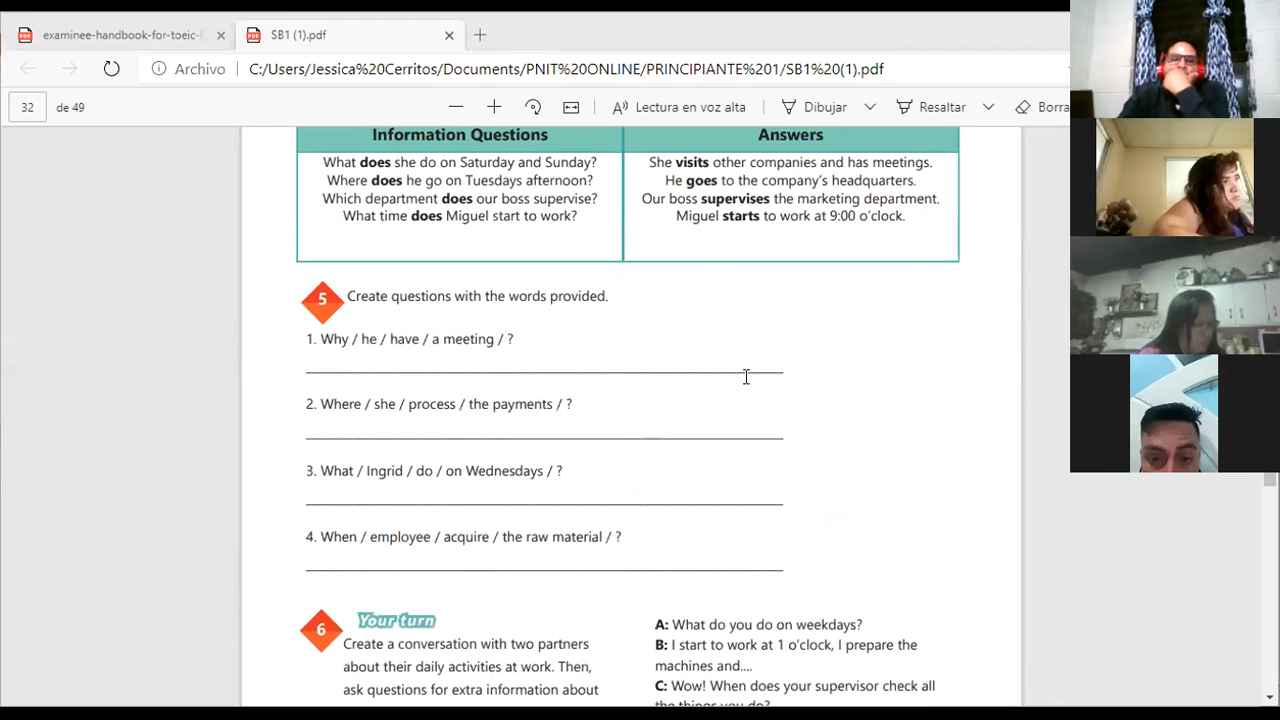 examinee-handbook-for-toeic-l
SB1 (1).pdf
Archivo
C:/Users/Jessica%20Cerritos/Documents/PNIT%20ONLINE/PRINCIPIANTE%201/SB1%20(1).pdf
32
de 49
Lectura en voz alta
Dibujar
Resaltar
Borra
Information Questions
Answers
What does she do on Saturday and Sunday?
Where does he go on Tuesdays afternoon?
Which department does our boss supervise?
What time does Miguel start to work?
She visits other companies and has meetings.
He goes to the company's headquarters.
Our boss supervises the marketing department.
Miguel starts to work at 9:00 o'clock.
5
Create questions with the words provided.
1. Why / he / have / a meeting / ?
2. Where / she / process / the payments / ?
3. What / Ingrid / do / on Wednesdays / ?
4. When / employee / acquire / the raw material / ?
6
Your turn
Create a conversation with two partners
about their daily activities at work. Then,
ask questions for extra information about
A: What do you do on weekdays?
B: I start to work at 1 o'clock, I prepare the
machines and....
C: Wow! When does your supervisor check all
the things you do?